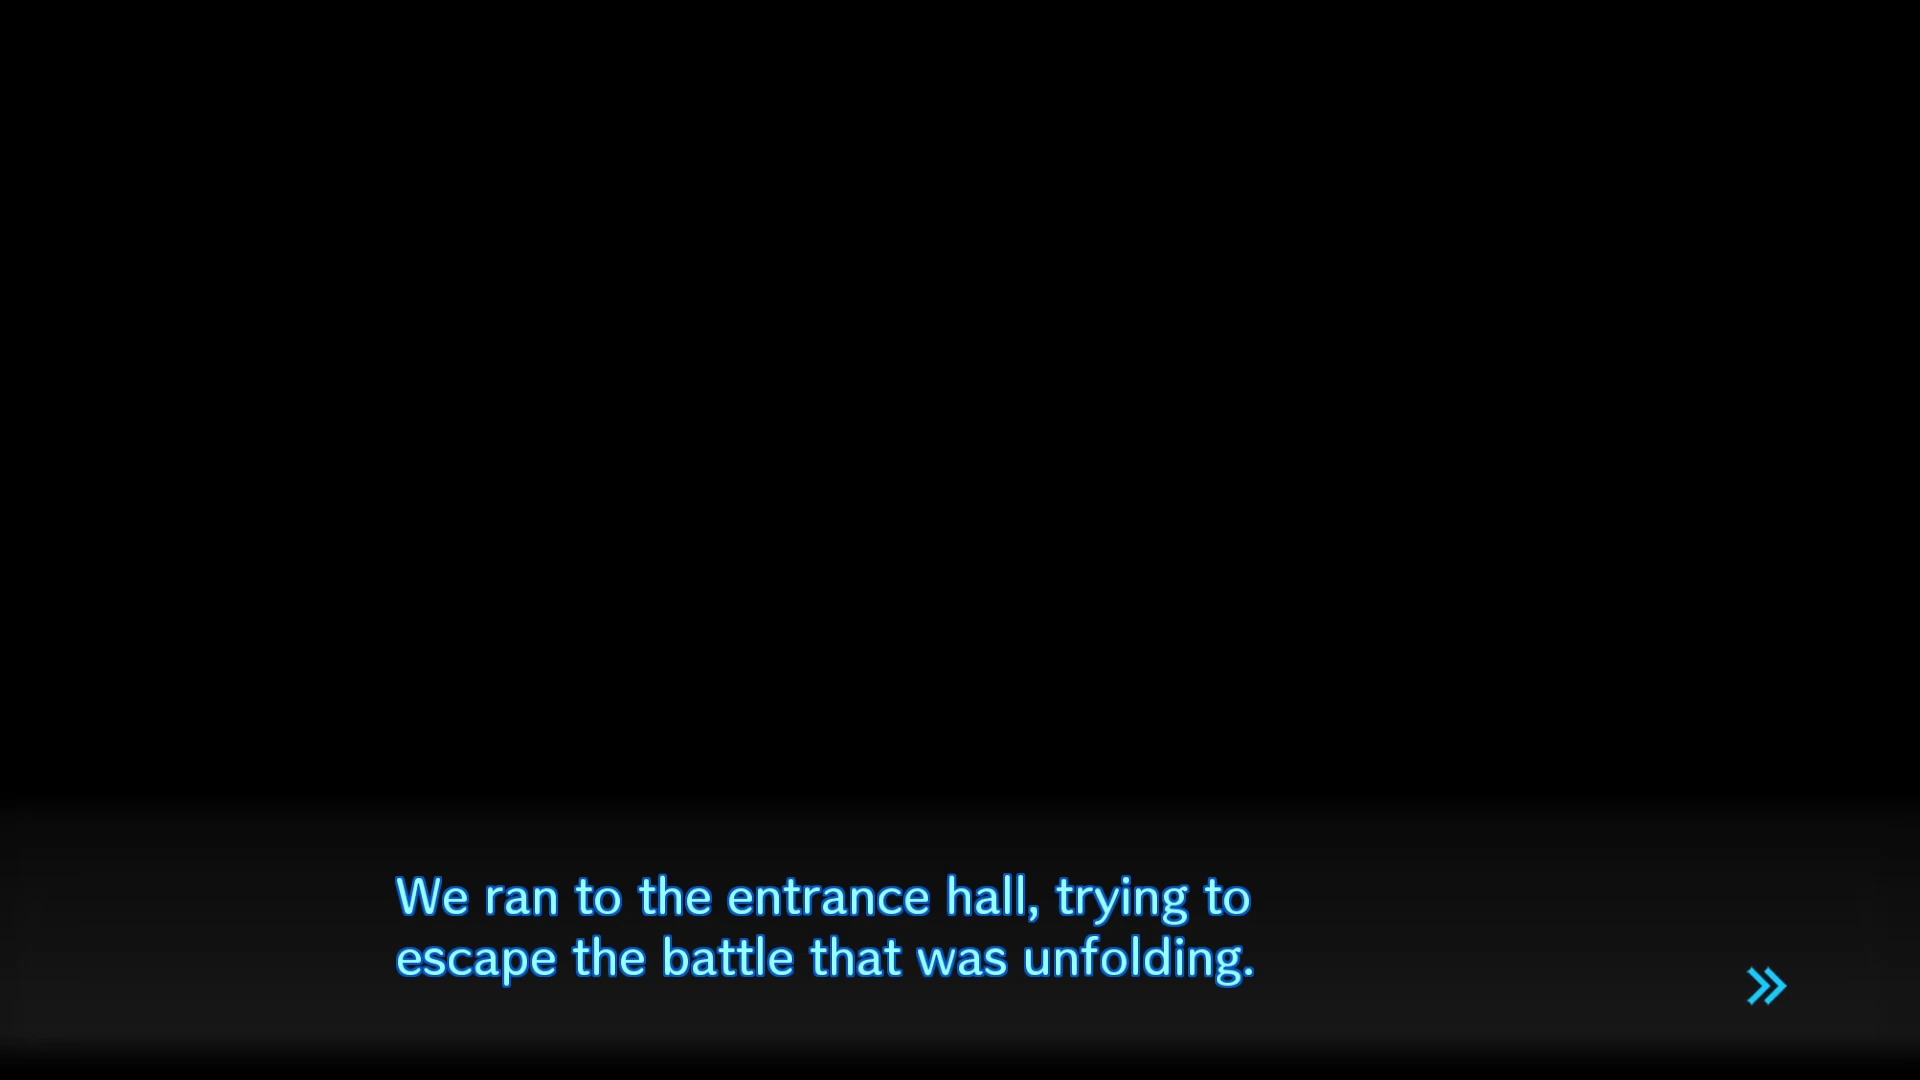 We ran to the entrance hall, trying to
escape the battle that was unfolding.